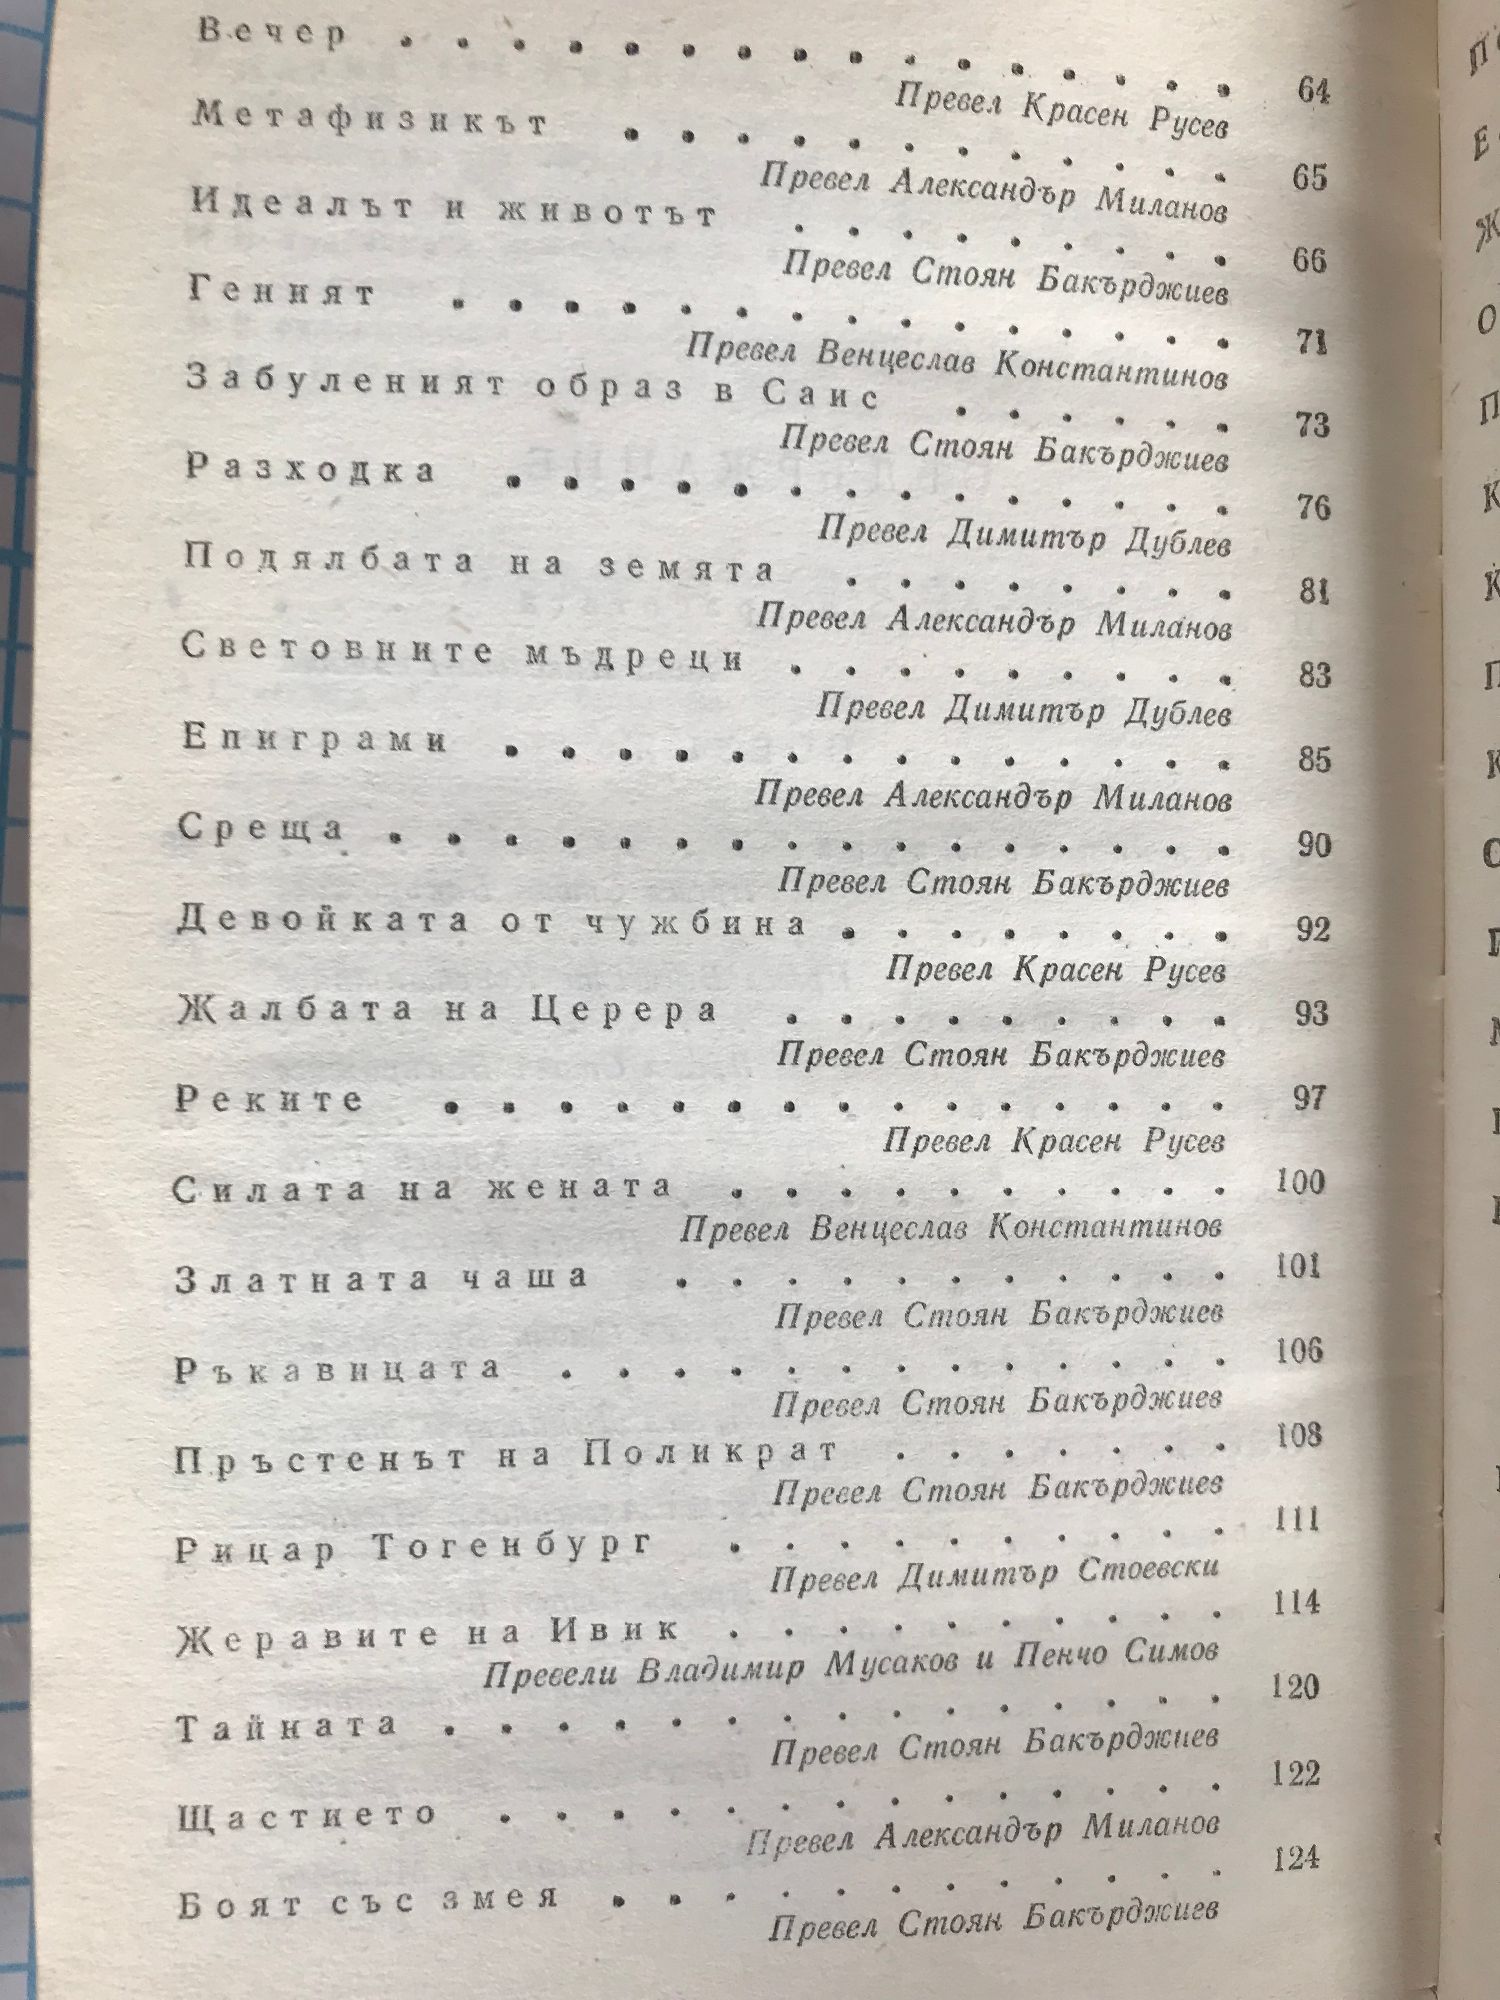 Вечер . . . . . . . . . . . . . . . . 64
Превел Красен Русев
Метафизикът . . . . . . . . . . . . 65
Превел Александър Миланов
Идеалът и животът . . . . . . . . . 66
Превел Стоян Бакърджиев
Геният . . . . . . . . . . . . . . . 71
Превел Венцеслав Константинов
Забуленият образ в Саис . . . . . . 73
Превел Стоян Бакърджиев
Разходка . . . . . . . . . . . . . . 76
Превел Димитър Дублев
Подялбата на земята . . . . . . . . 81
Превел Александър Миланов
Световните мъдреци . . . . . . . . . 83
Превел Димитър Дублев
Епиграми . . . . . . . . . . . . . . 85
Превел Александър Миланов
Среща . . . . . . . . . . . . . . . . 90
Превел Стоян Бакърджиев
Девойката от чужбина . . . . . . . . 92
Превел Красен Русев
Жалбата на Церера . . . . . . . . . 93
Превел Стоян Бакърджиев
Реките . . . . . . . . . . . . . . . 97
Превел Красен Русев
Силата на жената . . . . . . . . . . 100
Превел Венцеслав Константинов
Златната чаша . . . . . . . . . . . 101
Превел Стоян Бакърджиев
Ръкавицата . . . . . . . . . . . . . 106
Превел Стоян Бакърджиев
Пръстенът на Поликрат . . . . . . . 108
Превел Стоян Бакърджиев
Рицар Тогенбург . . . . . . . . . . 111
Превел Димитър Стоевски
Жеравите на Ивик . . . . . . . . . . 114
Превели Владимир Мусаков и Пенчо Симов
Тайната . . . . . . . . . . . . . . . 120
Превел Стоян Бакърджиев
Щастието . . . . . . . . . . . . . . 122
Превел Александър Миланов
Боят със змея . . . . . . . . . . . . 124
Превел Стоян Бакърджиев